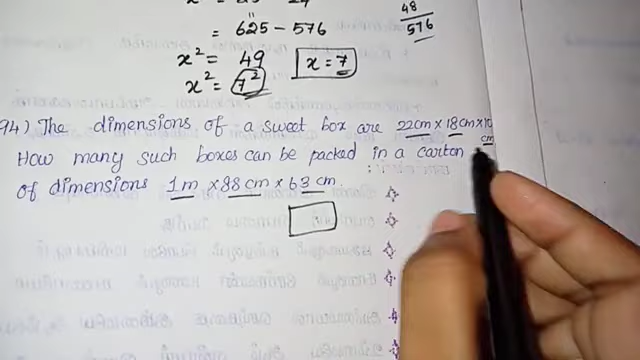 48
576
= 625 - 576
x² = 49
x = 7
x² = 7²
94) The dimensions of a sweet box are 22cm x 18cm x 10
cm
How many such boxes can be packed in a carton
of dimensions 1m x 88 cm x 63 cm